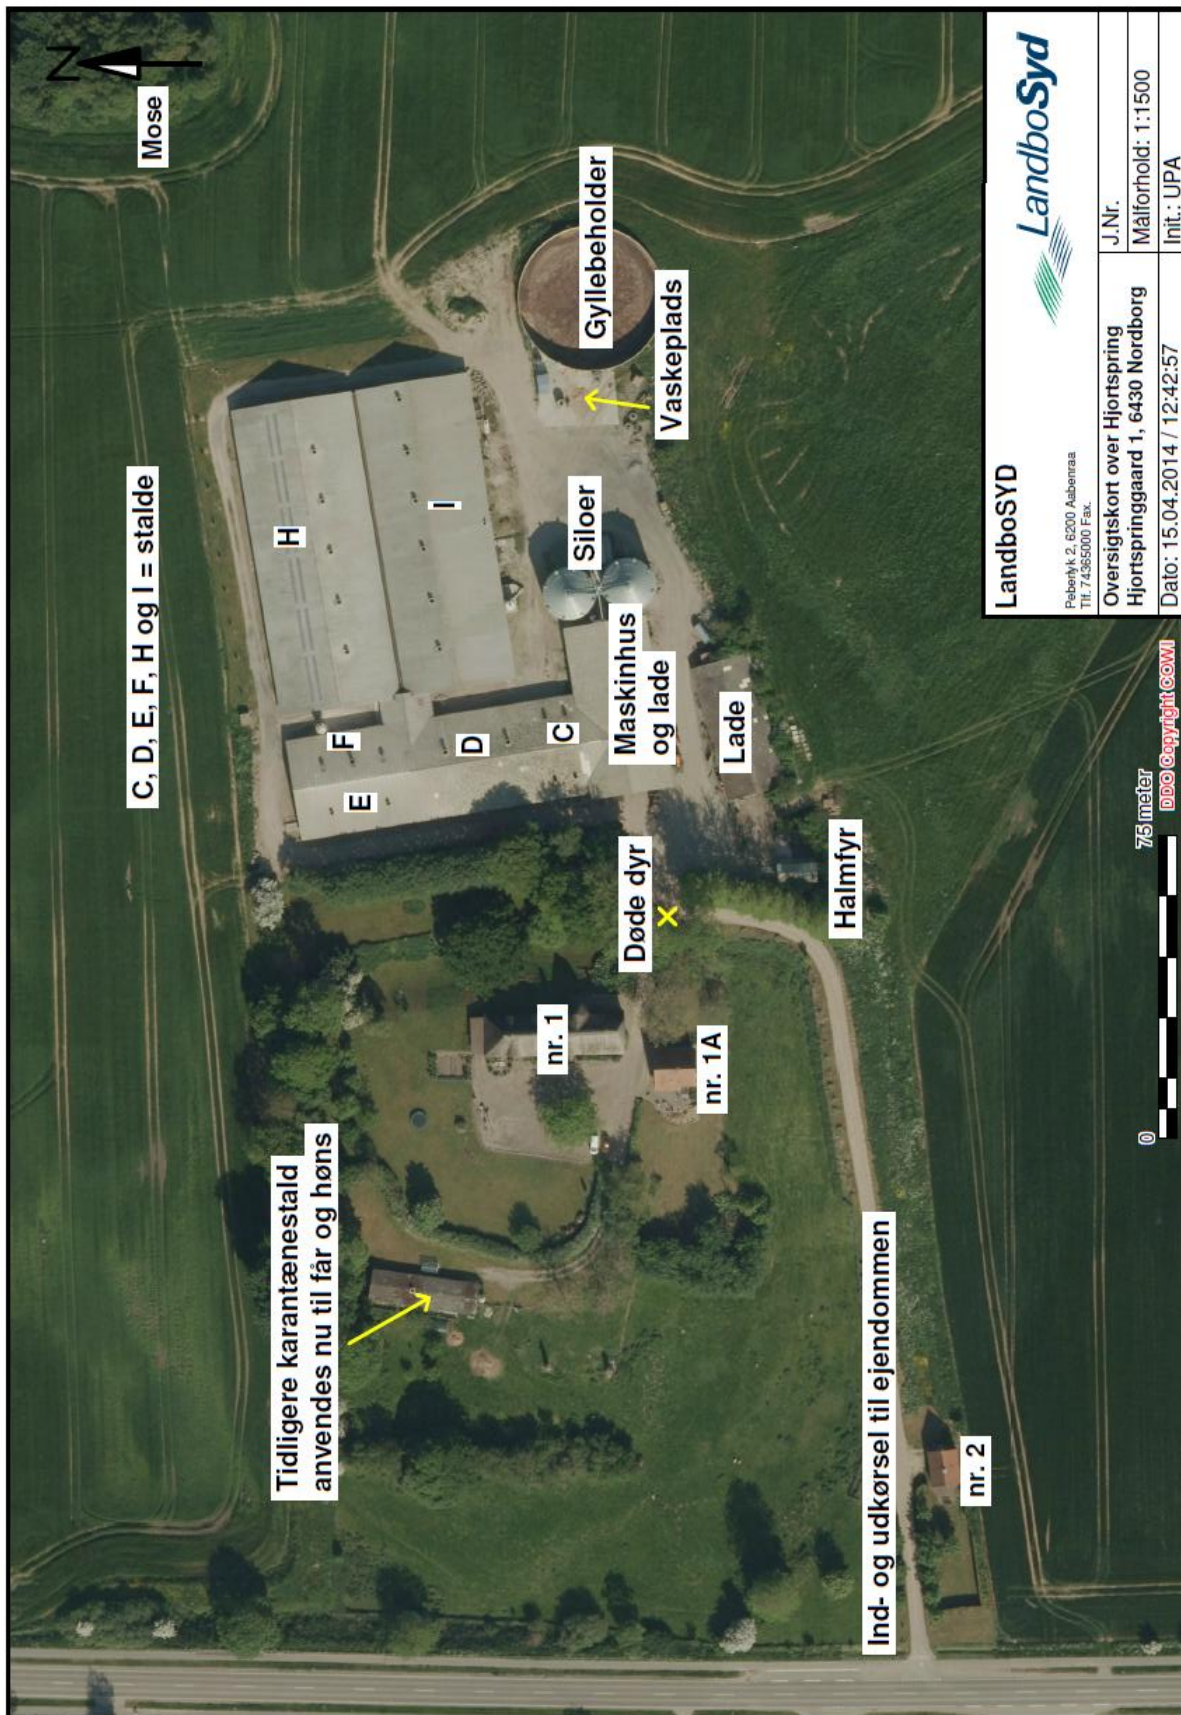 N
Mose
C, D, E, F, H og I = stalde
H
I
F
E
D
C
Gyllebeholder
Vaskeplads
Siloer
Maskinhus
og lade
Lade
Døde dyr
Halmfyr
nr. 1
nr. 1A
Tidligere karantænestald
anvendes nu til får og høns
Ind- og udkørsel til ejendommen
nr. 2
0
75 meter
DDO Copyright COWI
LandboSYD
LandboSyd
Peberlyk 2, 6200 Aabenraa
Tlf. 74365000 Fax.
Oversigtskort over Hjortspring
Hjortspringgaard 1, 6430 Nordborg
J.Nr.
Målforhold: 1:1500
Dato: 15.04.2014 / 12:42:57
Init.: UPA